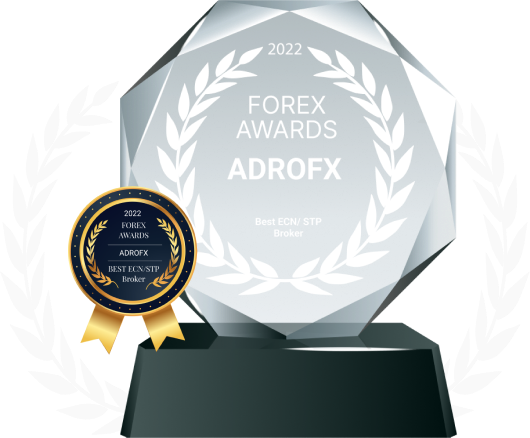 2022
FOREX
AWARDS
ADROFX
Best ECN/ STP
Broker
2022
FOREX
AWARDS
ADROFX
BEST ECN/STP
Broker